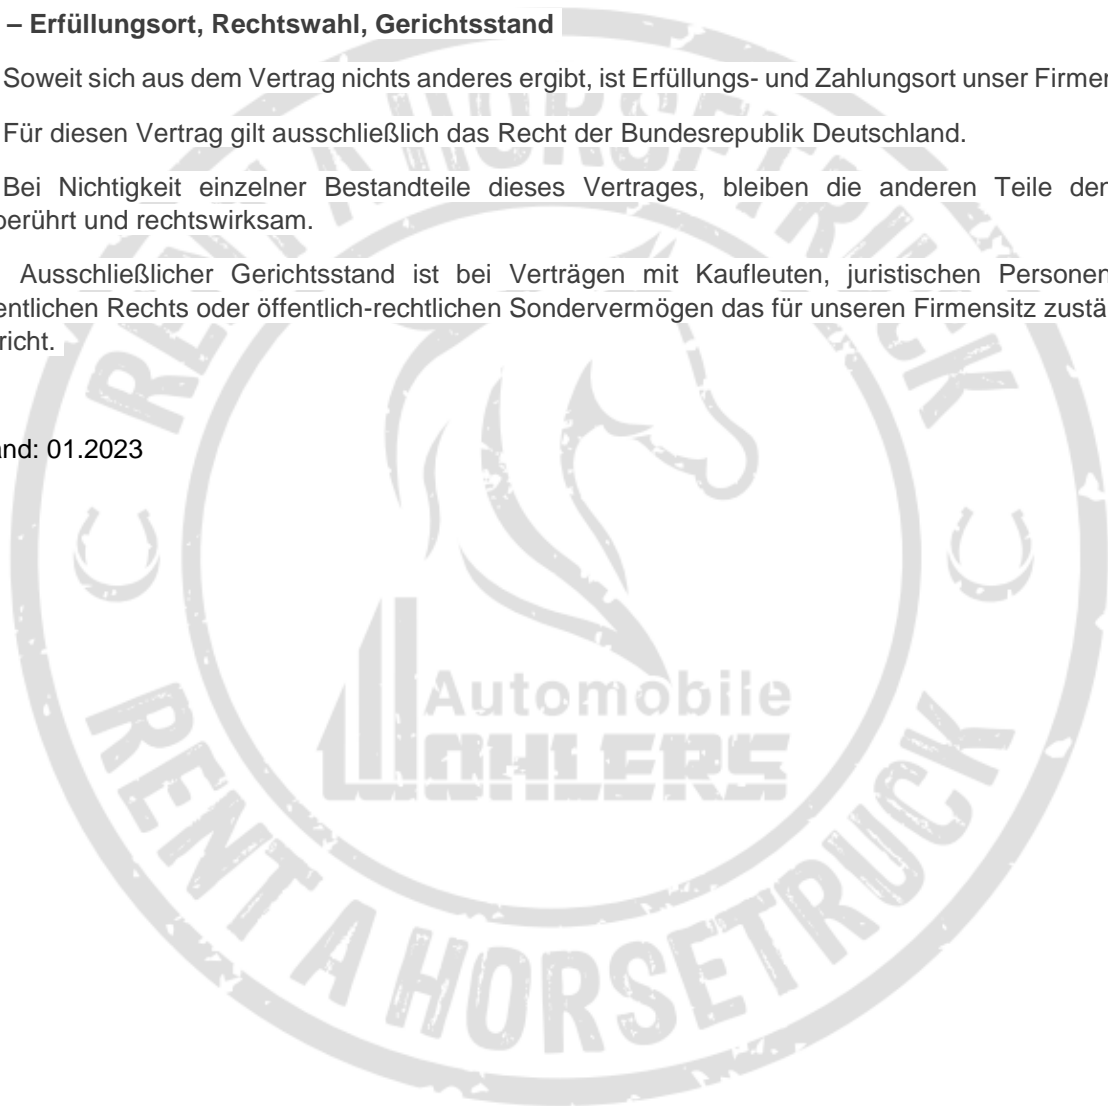 – Erfüllungsort, Rechtswahl, Gerichtsstand
Soweit sich aus dem Vertrag nichts anderes ergibt, ist Erfüllungs- und Zahlungsort unser Firmen
Für diesen Vertrag gilt ausschließlich das Recht der Bundesrepublik Deutschland.
Bei Nichtigkeit einzelner Bestandteile dieses Vertrages, bleiben die anderen Teile der
berührt und rechtswirksam.
Ausschließlicher Gerichtsstand ist bei Verträgen mit Kaufleuten, juristischen Personen
entlichen Rechts oder öffentlich-rechtlichen Sondervermögen das für unseren Firmensitz zustä
richt.
and: 01.2023
RENT A HORSETRUCK
Automobile
WOHLERS
RENT A HORSETRUCK